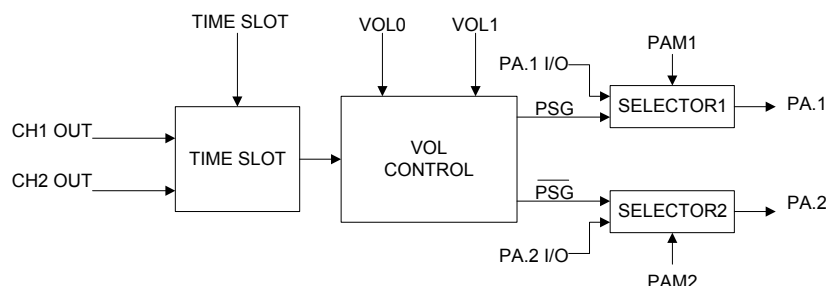 TIME SLOT
VOL0
VOL1
PAM1
PA.1 I/O
SELECTOR1
PA.1
PSG
CH1 OUT
TIME SLOT
VOL
CONTROL
CH2 OUT
PSG
SELECTOR2
PA.2
PA.2 I/O
PAM2